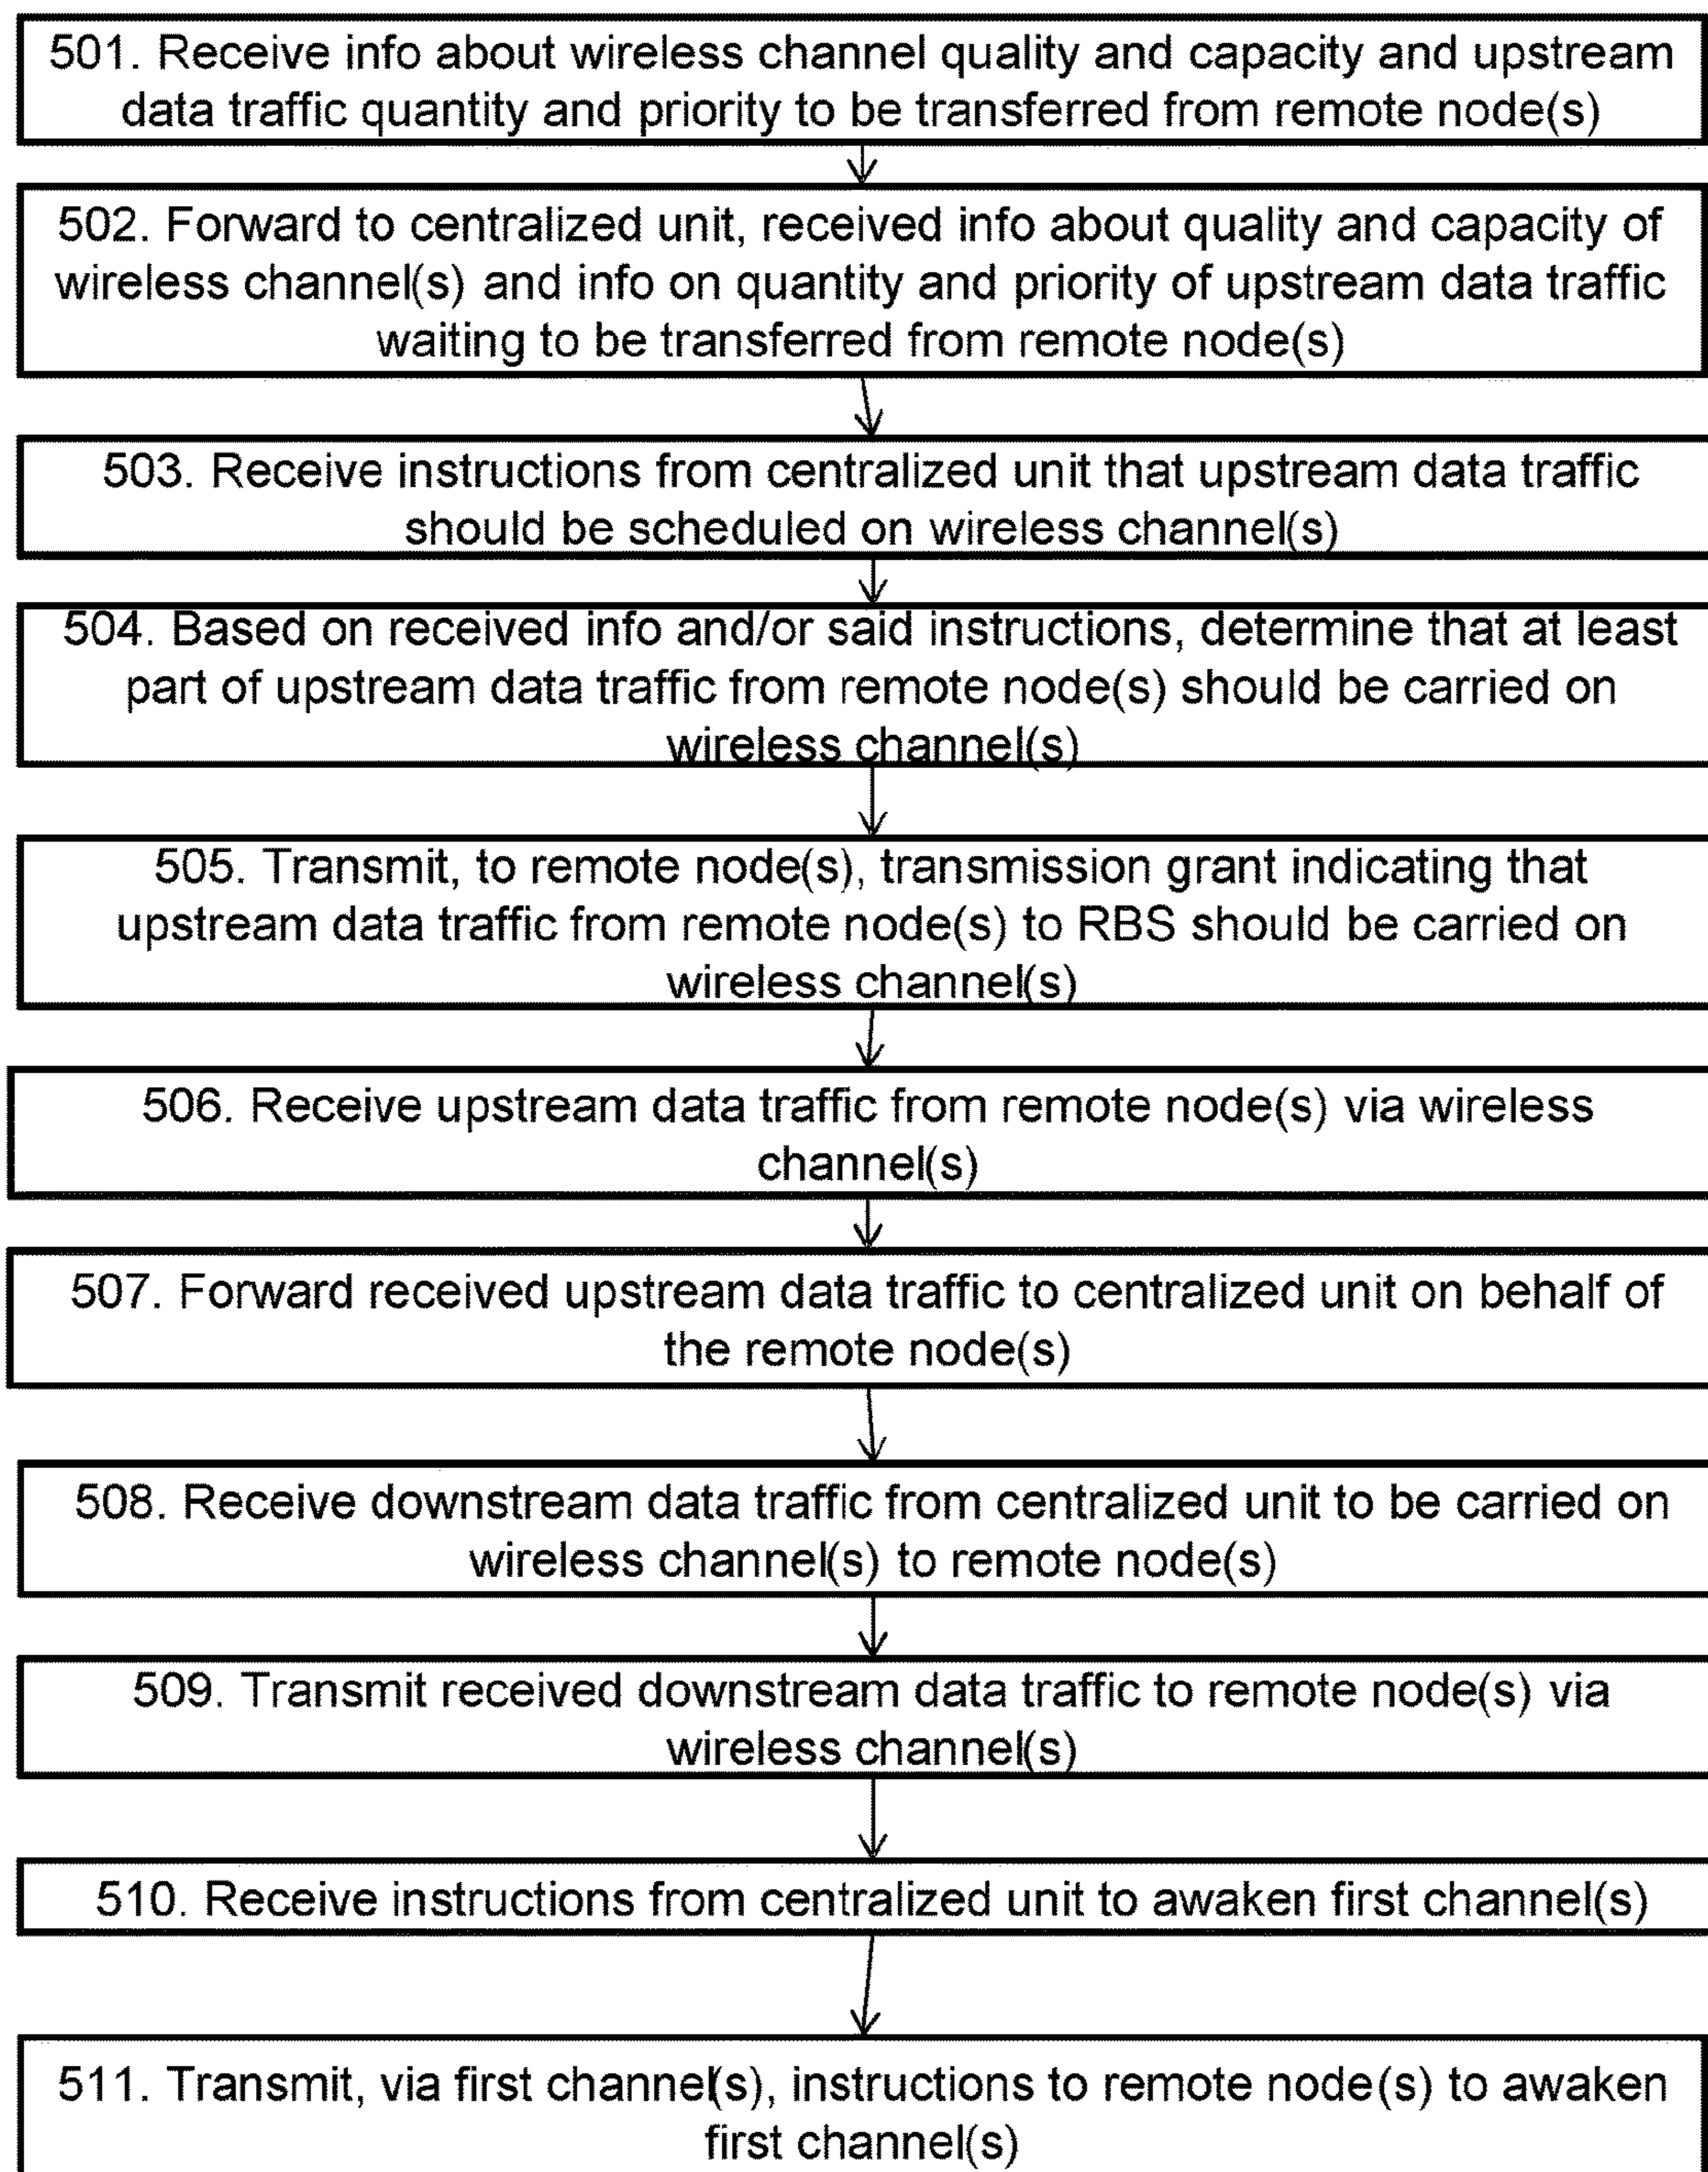 501. Receive info about wireless channel quality and capacity and upstream
data traffic quantity and priority to be transferred from remote node(s)
502. Forward to centralized unit, received info about quality and capacity of
wireless channel(s) and info on quantity and priority of upstream data traffic
waiting to be transferred from remote node(s)
503. Receive instructions from centralized unit that upstream data traffic
should be scheduled on wireless channel(s)
504. Based on received info and/or said instructions, determine that at least
part of upstream data traffic from remote node(s) should be carried on
wireless channel(s)
505. Transmit, to remote node(s), transmission grant indicating that
upstream data traffic from remote node(s) to RBS should be carried on
wireless channel(s)
506. Receive upstream data traffic from remote node(s) via wireless
channel(s)
507. Forward received upstream data traffic to centralized unit on behalf of
the remote node(s)
508. Receive downstream data traffic from centralized unit to be carried on
wireless channel(s) to remote node(s)
509. Transmit received downstream data traffic to remote node(s) via
wireless channel(s)
510. Receive instructions from centralized unit to awaken first channel(s)
511. Transmit, via first channel(s), instructions to remote node(s) to awaken
first channel(s)